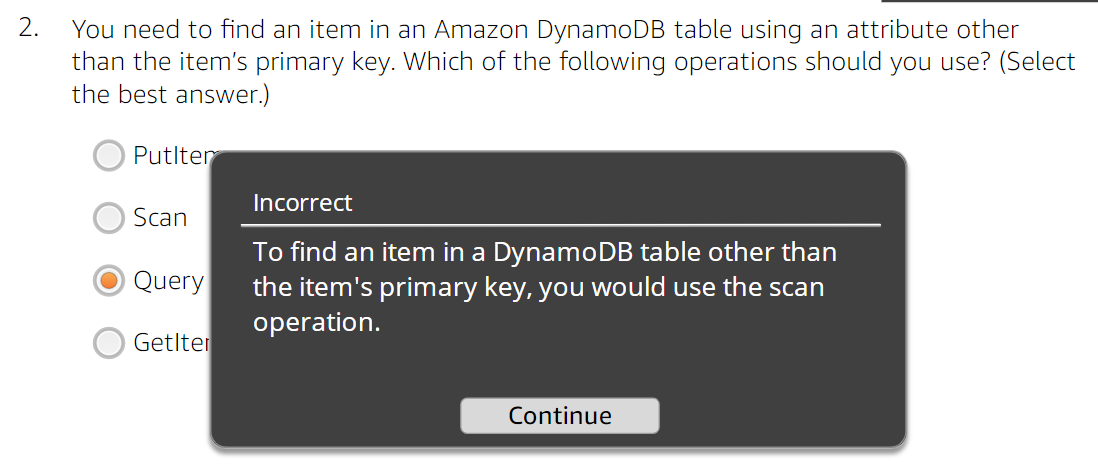 2. You need to find an item in an Amazon DynamoDB table using an attribute other
than the item's primary key. Which of the following operations should you use? (Select
the best answer.)
PutItem
Scan
Query
GetIter
Incorrect
To find an item in a DynamoDB table other than
the item's primary key, you would use the scan
operation.
Continue